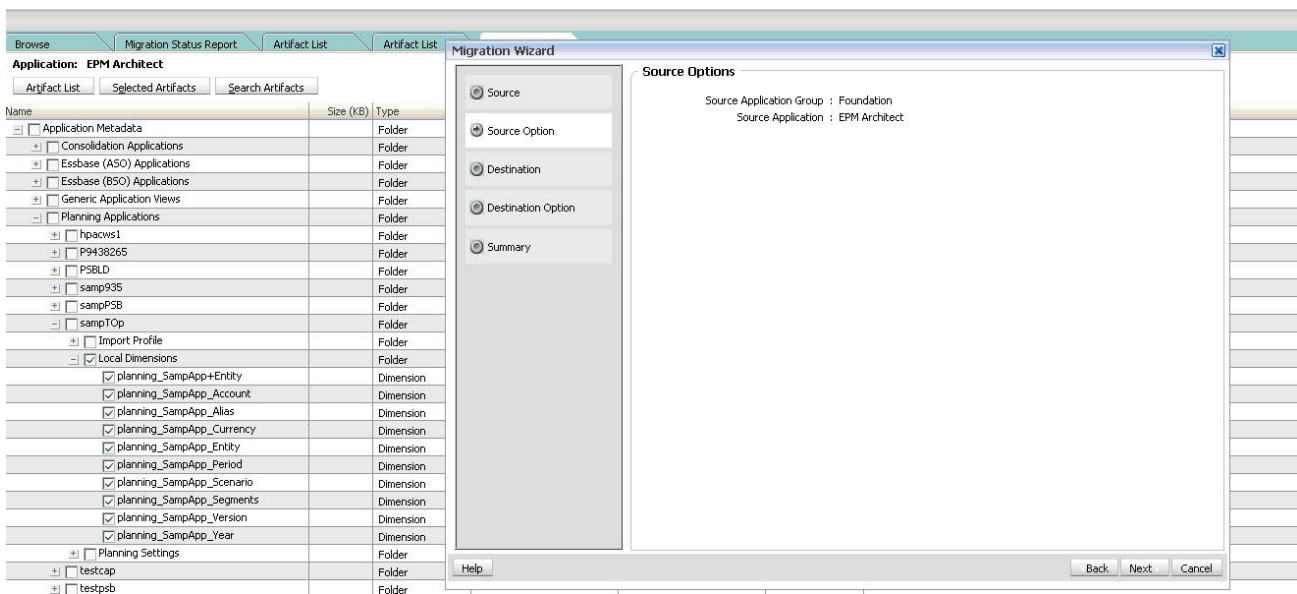 Browse
Migration Status Report
Artifact List
Artifact List
Application: EPM Architect
Artifact List
Selected Artifacts
Search Artifacts
Name
Size (KB)
Type
Application Metadata Folder
Consolidation Applications Folder
Essbase (ASO) Applications Folder
Essbase (BSO) Applications Folder
Generic Application Views Folder
Planning Applications Folder
hpacws1 Folder
P9438265 Folder
PSBLD Folder
samp935 Folder
sampPSB Folder
sampTOp Folder
Import Profile Folder
Local Dimensions Folder
planning_SampApp+Entity Dimension
planning_SampApp_Account Dimension
planning_SampApp_Alias Dimension
planning_SampApp_Currency Dimension
planning_SampApp_Entity Dimension
planning_SampApp_Period Dimension
planning_SampApp_Scenario Dimension
planning_SampApp_Segments Dimension
planning_SampApp_Version Dimension
planning_SampApp_Year Dimension
Planning Settings Folder
testcap Folder
testpsb Folder
Migration Wizard
Source
Source Option
Destination
Destination Option
Summary
Source Options
Source Application Group : Foundation
Source Application : EPM Architect
Help
Back
Next
Cancel